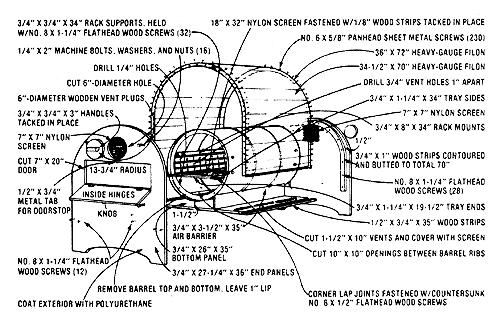 3/4" X 3/4" X 34" RACK SUPPORTS, HELD
W/NO. 8 X 1-1/4" FLATHEAD WOOD SCREWS (32)
1/4" X 2" MACHINE BOLTS, WASHERS, AND NUTS (16)
DRILL 1/4" HOLES
CUT 6"-DIAMETER HOLE
6"-DIAMETER WOODEN VENT PLUGS
3/4" X 3/4" X 3" HANDLES
TACKED IN PLACE
7" X 7" NYLON
SCREEN
CUT 7" X 20"
DOOR
13-3/4" RADIUS
1/2" X 3/4"
METAL TAB
FOR DOORSTOP
INSIDE HINGES
KNOB
NO. 8 X 1-1/4" FLATHEAD
WOOD SCREWS (12)
REMOVE BARREL TOP AND BOTTOM, LEAVE 1" LIP
COAT EXTERIOR WITH POLYURETHANE
18" X 32" NYLON SCREEN FASTENED W/1/8" WOOD STRIPS TACKED IN PLACE
NO. 6 X 5/8" PANHEAD SHEET METAL SCREWS (230)
36" X 72" HEAVY-GAUGE FILON
34-1/2" X 70" HEAVY-GAUGE FILON
DRILL 3/4" VENT HOLES 1" APART
3/4" X 1-1/4" X 34" TRAY SIDES
7" X 7" NYLON SCREEN
3/4" X 8" X 34" RACK MOUNTS
1/2"
3/4" X 1" WOOD STRIPS CONTOURED
AND BUTTED TO TOTAL 70"
NO. 8 X 1-1/4" FLATHEAD
WOOD SCREWS (28)
3/4" X 1-1/4" X 19-1/2" TRAY ENDS
1/2" X 3/4" X 35" WOOD STRIPS
CUT 1-1/2" X 10" VENTS AND COVER WITH SCREEN
CUT 10" X 10" OPENINGS BETWEEN BARREL RIBS
1-1/2"
3/4" X 3-1/2" X 35"
AIR BARRIER
3/4" X 26" X 35"
BOTTOM PANEL
3/4" X 27-1/4" X 36" END PANELS
CORNER LAP JOINTS FASTENED W/COUNTERSUNK
NO. 6 X 1/2" FLATHEAD WOOD SCREWS